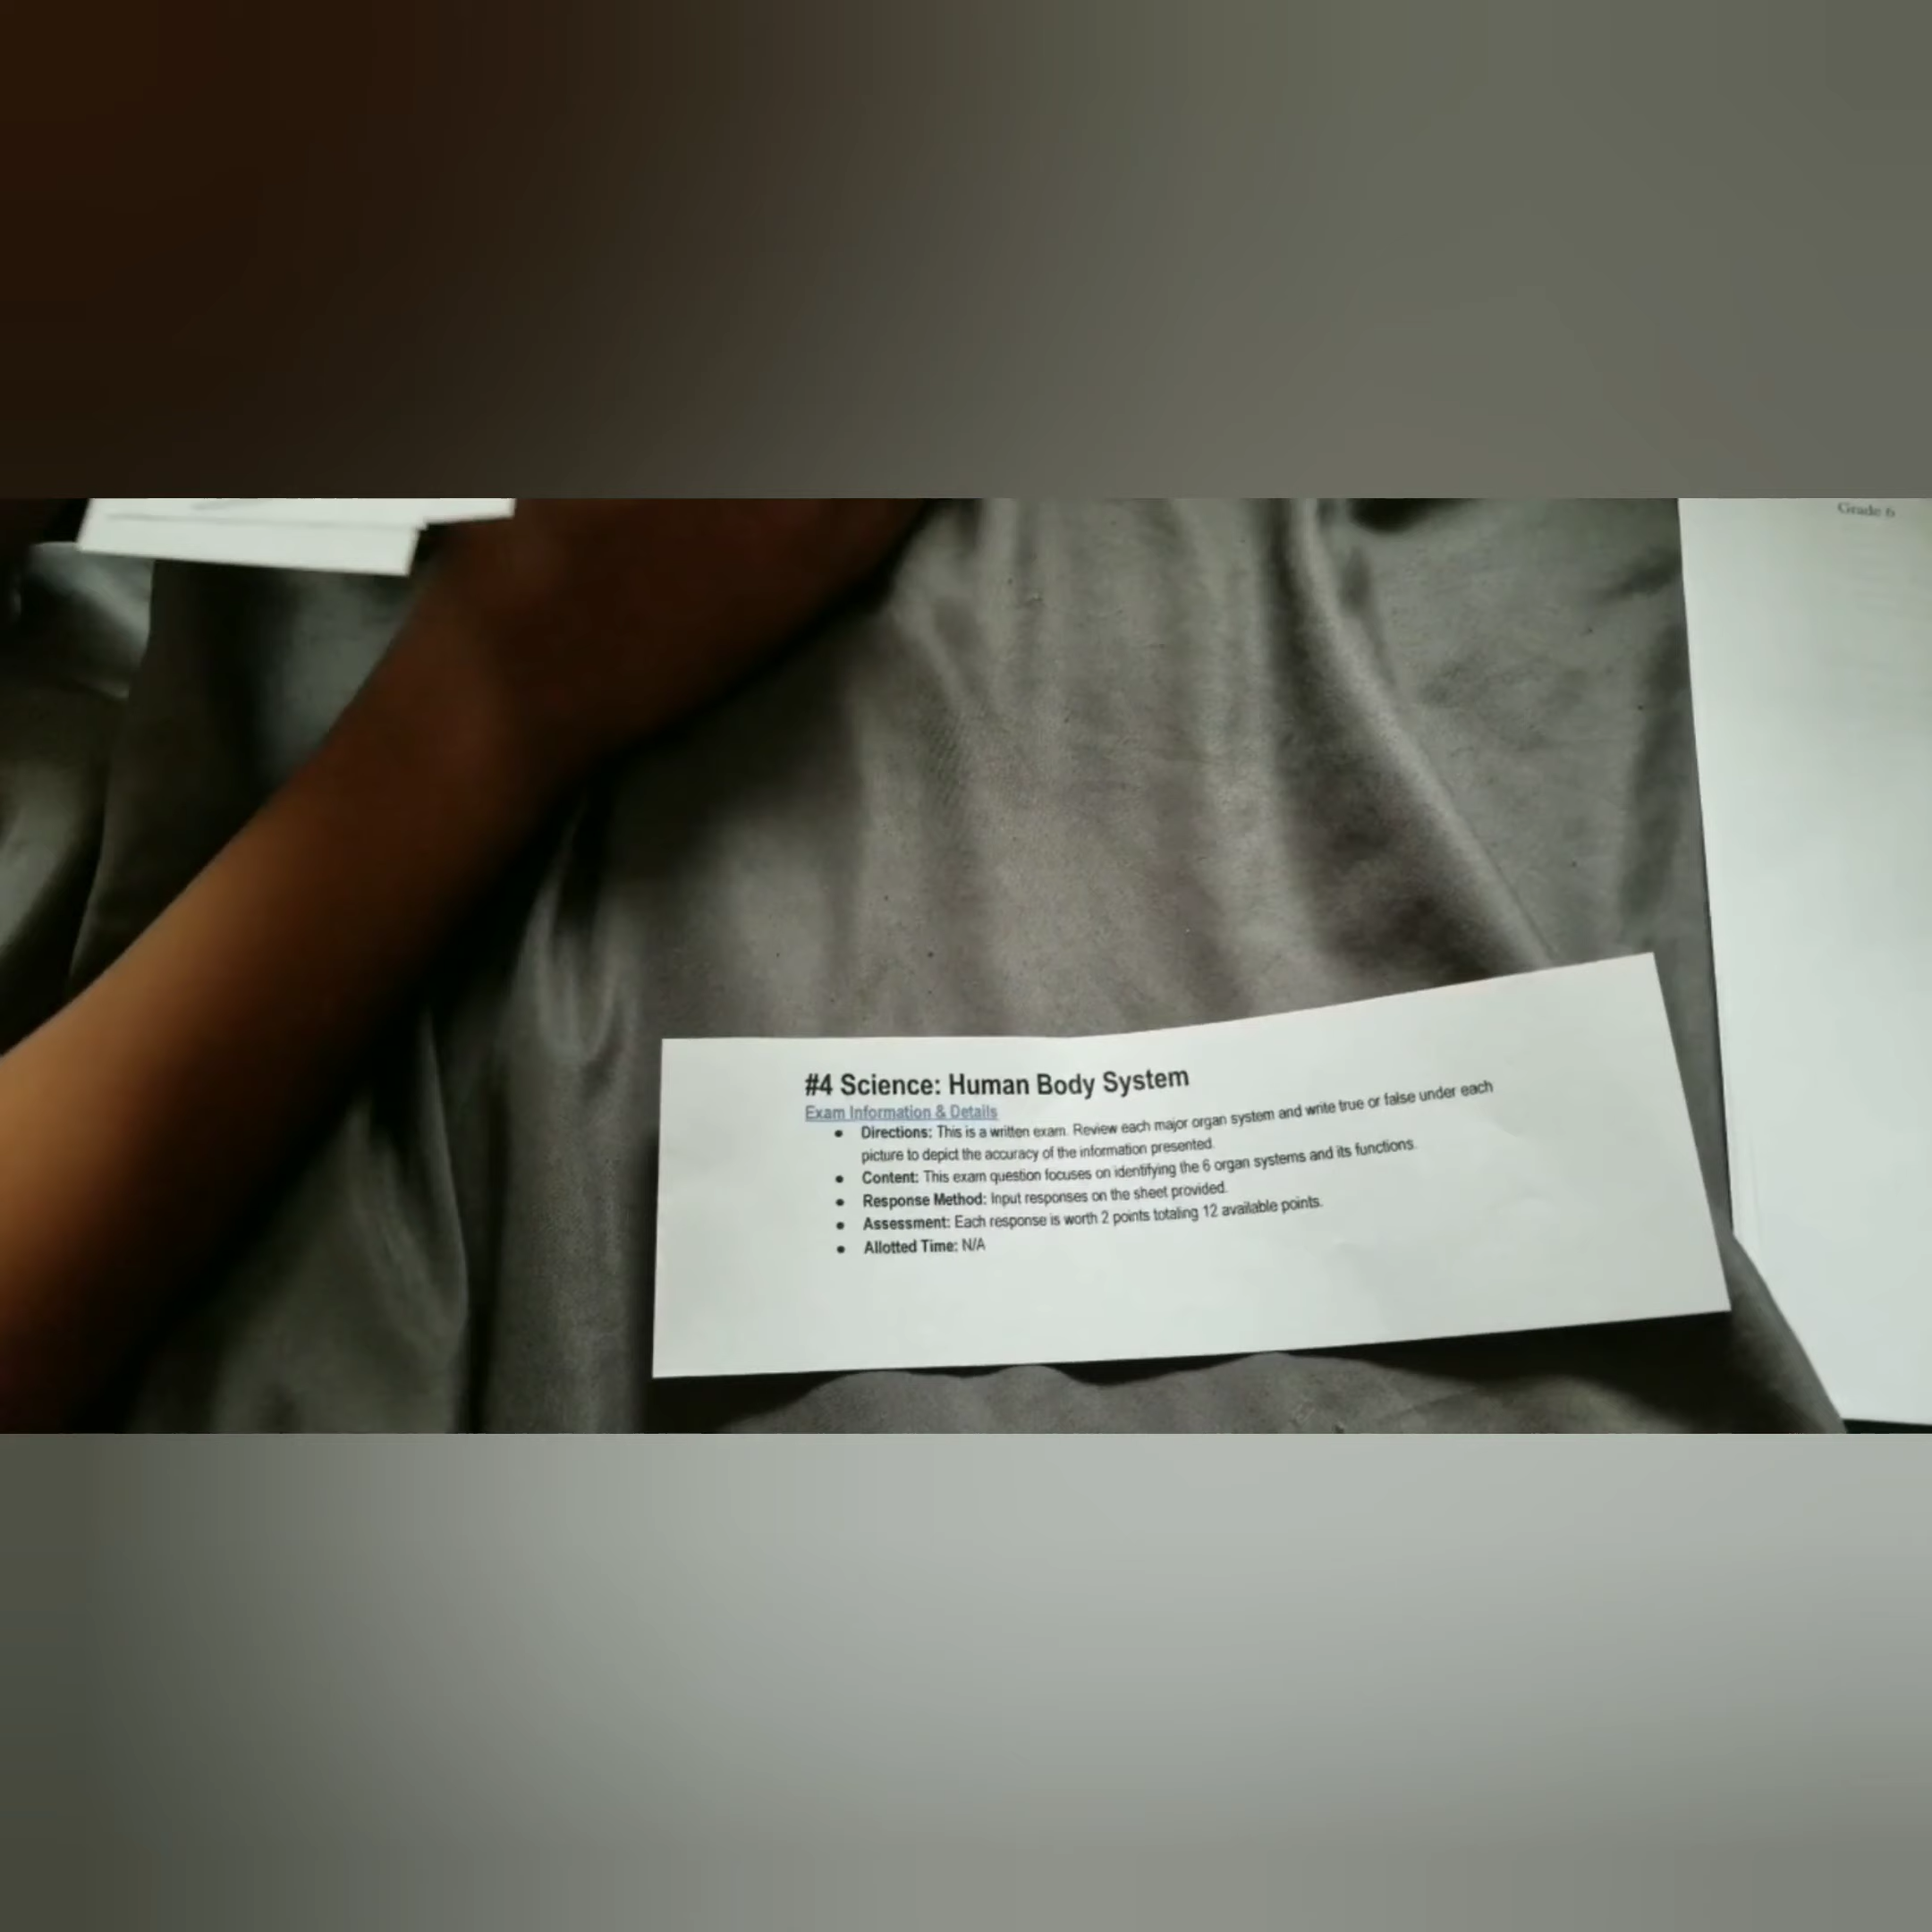 Grade 6
#4 Science: Human Body System
Exam Information & Details
● Directions: This is a written exam. Review each major organ system and write true or false under each
picture to depict the accuracy of the information presented.
● Content: This exam question focuses on identifying the 6 organ systems and its functions.
● Response Method: Input responses on the sheet provided.
● Assessment: Each response is worth 2 points totaling 12 available points.
● Allotted Time: N/A